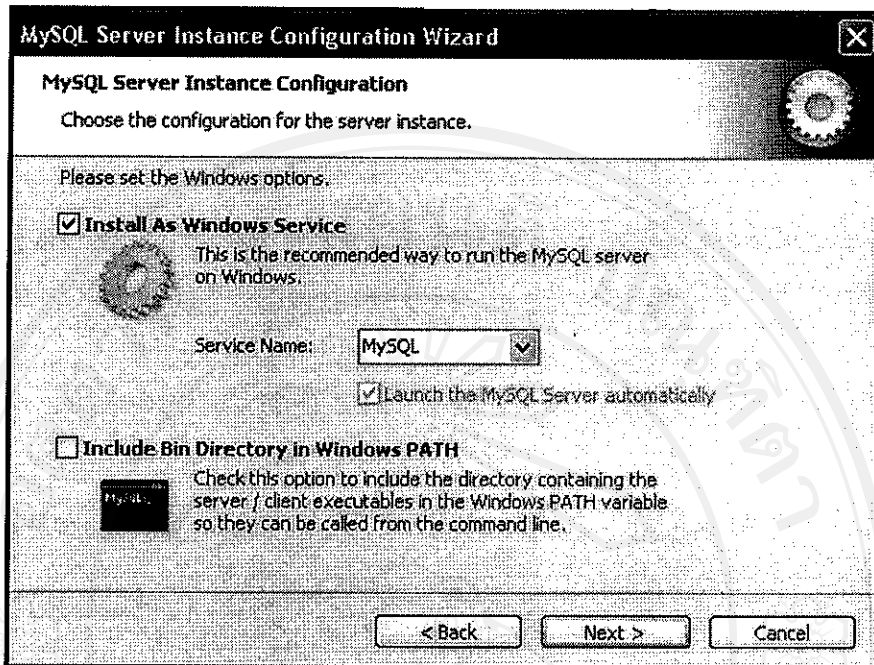 MySQL Server Instance Configuration Wizard
MySQL Server Instance Configuration
Choose the configuration for the server instance.
Please set the Windows options.
Install As Windows Service
This is the recommended way to run the MySQL server
on Windows.
Service Name: MySQL
Launch the MySQL Server automatically
Include Bin Directory in Windows PATH
Check this option to include the directory containing the
server / client executables in the Windows PATH variable
so they can be called from the command line.
< Back Next > Cancel